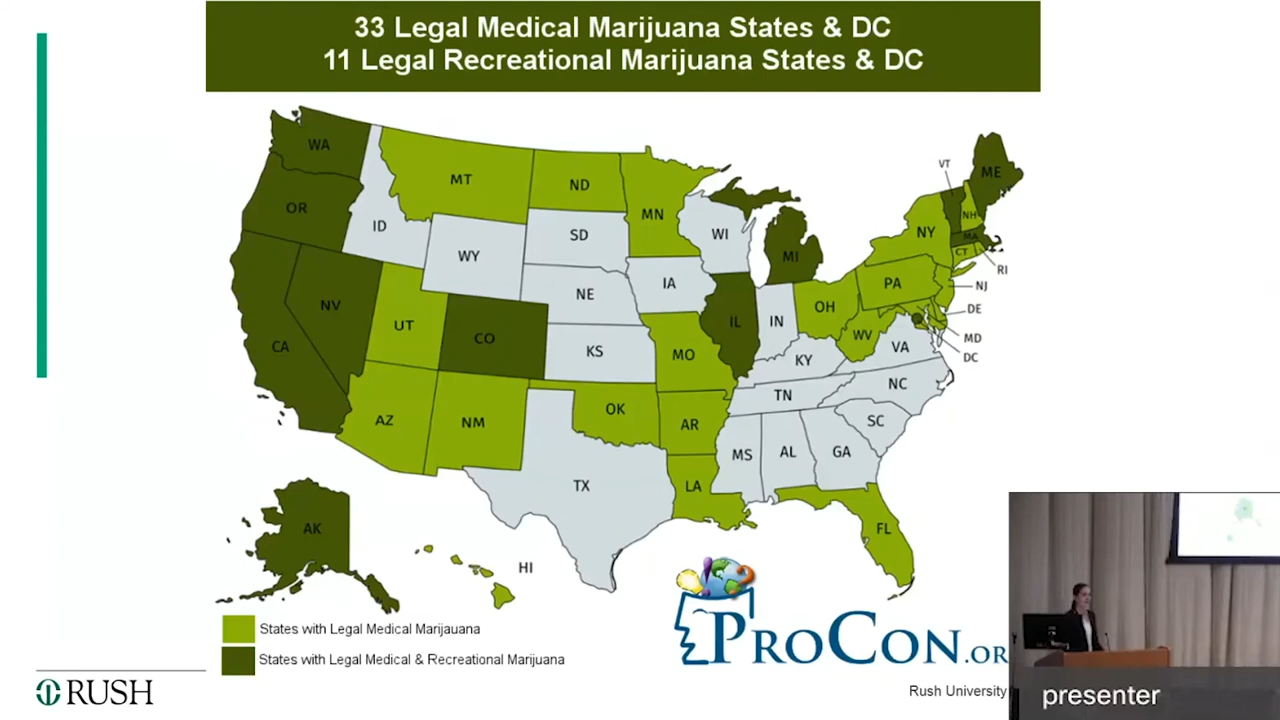 33 Legal Medical Marijuana States & DC
11 Legal Recreational Marijuana States & DC
WA
MT
ND
MN
OR
ID
WY
SD
WI
MI
VT
ME
NH
NY
MA
CT
RI
NV
UT
CO
NE
IA
IL
IN
OH
PA
NJ
DE
MD
DC
WV
VA
CA
KS
MO
KY
NC
TN
SC
AZ
NM
OK
AR
MS
AL
GA
TX
LA
FL
AK
HI
States with Legal Medical Marijauana
States with Legal Medical & Recreational Marijuana
PROCON.OR
RUSH
Rush University
presenter